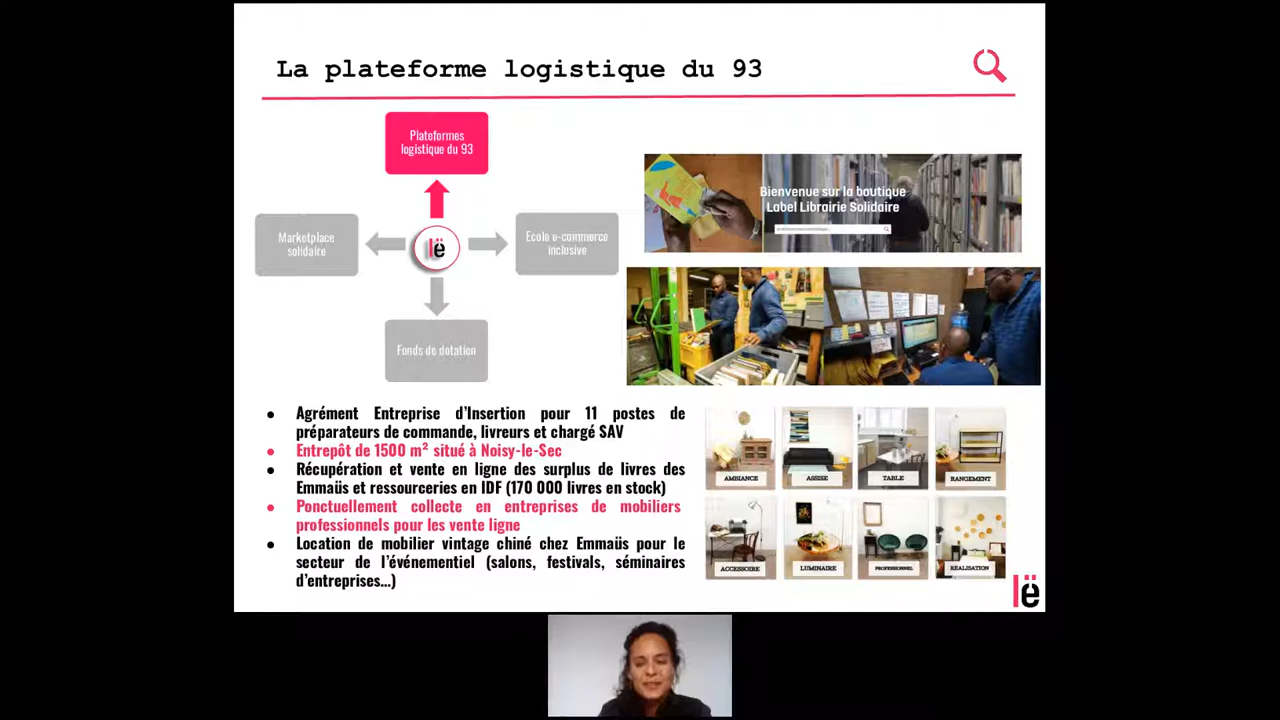 La plateforme logistique du 93
Plateformes
logistique du 93
Marketplace
solidaire
lë
Ecole e-commerce
inclusive
Fonds de dotation
Bienvenue sur la boutique
Label Librairie Solidaire
● Agrément Entreprise d'Insertion pour 11 postes de
préparateurs de commande, livreurs et chargé SAV
● Entrepôt de 1500 m² situé à Noisy-le-Sec
● Récupération et vente en ligne des surplus de livres des
Emmaüs et ressourceries en IDF (170 000 livres en stock)
● Ponctuellement collecte en entreprises de mobiliers
professionnels pour les vente ligne
● Location de mobilier vintage chiné chez Emmaüs pour le
secteur de l'événementiel (salons, festivals, séminaires
d'entreprises...)
AMBIANCE
ASSISE
TABLE
RANGEMENT
ACCESSOIRE
LUMINAIRE
PROFESSIONNEL
REALISATION
lë